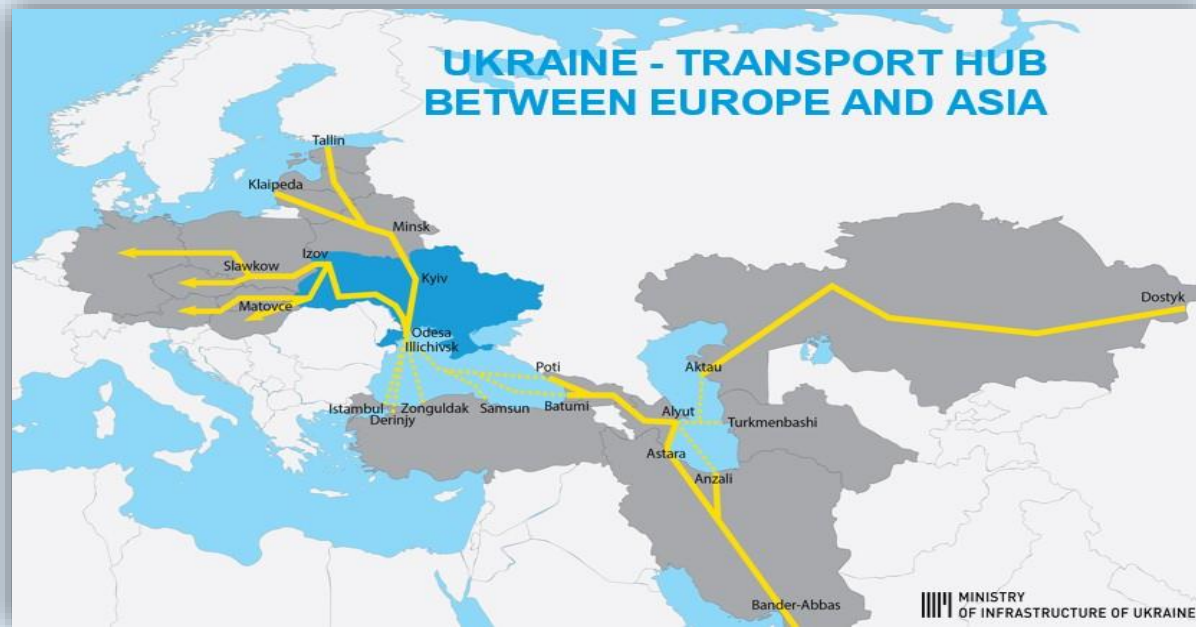 UKRAINE - TRANSPORT HUB
BETWEEN EUROPE AND ASIA
Tallin
Klaipeda
Minsk
Izov
Slawkow
Kyiv
Matovce
Dostyk
Odesa
Illichivsk
Poti
Aktau
Istambul
Zonguldak
Samsun
Batumi
Alyut
Turkmenbashi
Derinjy
Astara
Anzali
Bander-Abbas
MINISTRY
OF INFRASTRUCTURE OF UKRAINE